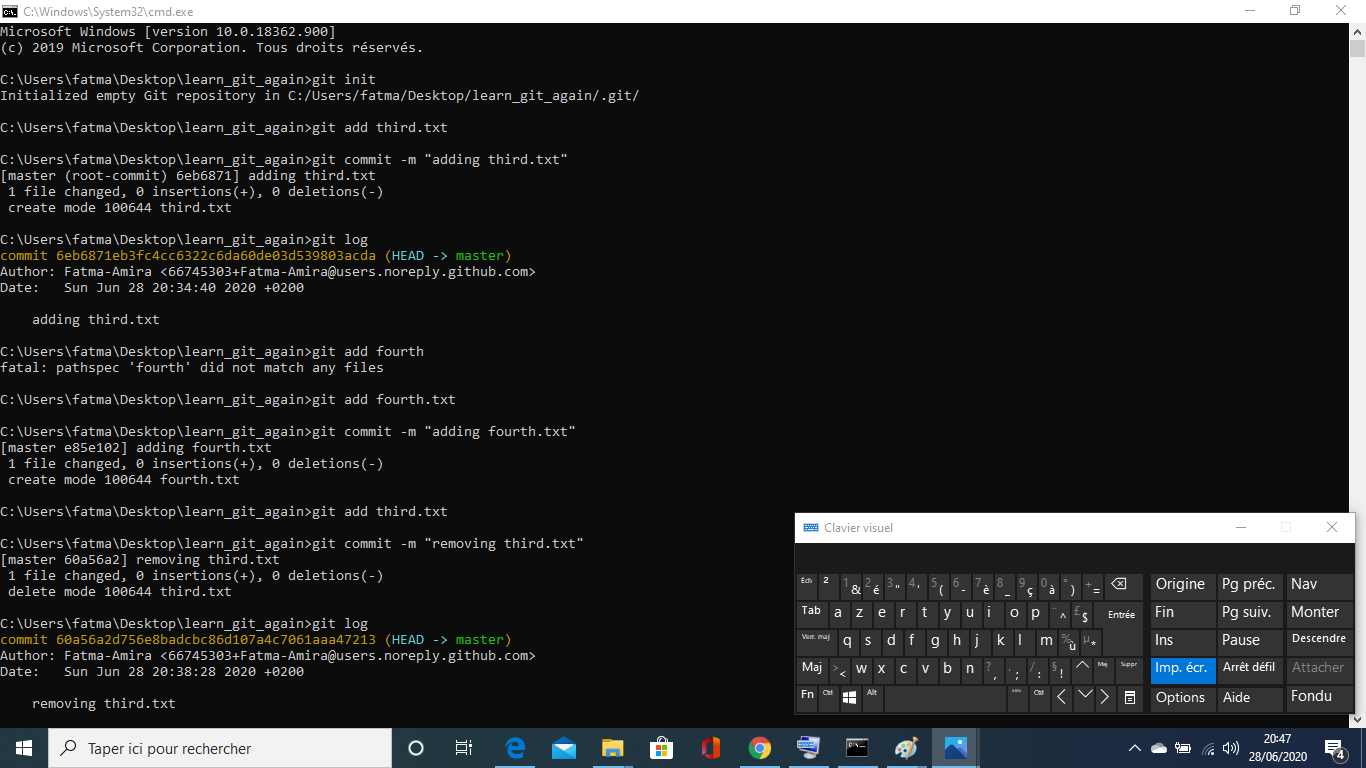 C:\Windows\System32\cmd.exe
Microsoft Windows [version 10.0.18362.900]
(c) 2019 Microsoft Corporation. Tous droits réservés.
C:\Users\fatma\Desktop\learn_git_again>git init
Initialized empty Git repository in C:/Users/fatma/Desktop/learn_git_again/.git/
C:\Users\fatma\Desktop\learn_git_again>git add third.txt
C:\Users\fatma\Desktop\learn_git_again>git commit -m "adding third.txt"
[master (root-commit) 6eb6871] adding third.txt
 1 file changed, 0 insertions(+), 0 deletions(-)
 create mode 100644 third.txt
C:\Users\fatma\Desktop\learn_git_again>git log
commit 6eb6871eb3fc4cc6322c6da60de03d539803acda (HEAD -> master)
Author: Fatma-Amira <66745303+Fatma-Amira@users.noreply.github.com>
Date:   Sun Jun 28 20:34:40 2020 +0200
    adding third.txt
C:\Users\fatma\Desktop\learn_git_again>git add fourth
fatal: pathspec 'fourth' did not match any files
C:\Users\fatma\Desktop\learn_git_again>git add fourth.txt
C:\Users\fatma\Desktop\learn_git_again>git commit -m "adding fourth.txt"
[master e85e102] adding fourth.txt
 1 file changed, 0 insertions(+), 0 deletions(-)
 create mode 100644 fourth.txt
C:\Users\fatma\Desktop\learn_git_again>git add third.txt
C:\Users\fatma\Desktop\learn_git_again>git commit -m "removing third.txt"
[master 60a56a2] removing third.txt
 1 file changed, 0 insertions(+), 0 deletions(-)
 delete mode 100644 third.txt
C:\Users\fatma\Desktop\learn_git_again>git log
commit 60a56a2d756e8badcbc86d107a4c7061aaa47213 (HEAD -> master)
Author: Fatma-Amira <66745303+Fatma-Amira@users.noreply.github.com>
Date:   Sun Jun 28 20:38:28 2020 +0200
    removing third.txt
Clavier visuel
Éch ² 1 & 2 é 3 " 4 ' 5 ( 6 - 7 è 8 _ 9 ç 0 à ° ) + = Origine Pg préc. Nav
Tab a z e r t y u i o p ¨ ^ £ $ Entrée Fin Pg suiv. Monter
Verr. maj q s d f g h j k l m % ù µ * Ins Pause Descendre
Maj > < w x c v b n ? , . ; / : § ! ^ Maj Suppr Imp. écr. Arrêt défil Attacher
Fn Ctrl Alt Ctrl Options Aide Fondu
Taper ici pour rechercher
20:47
28/06/2020
4